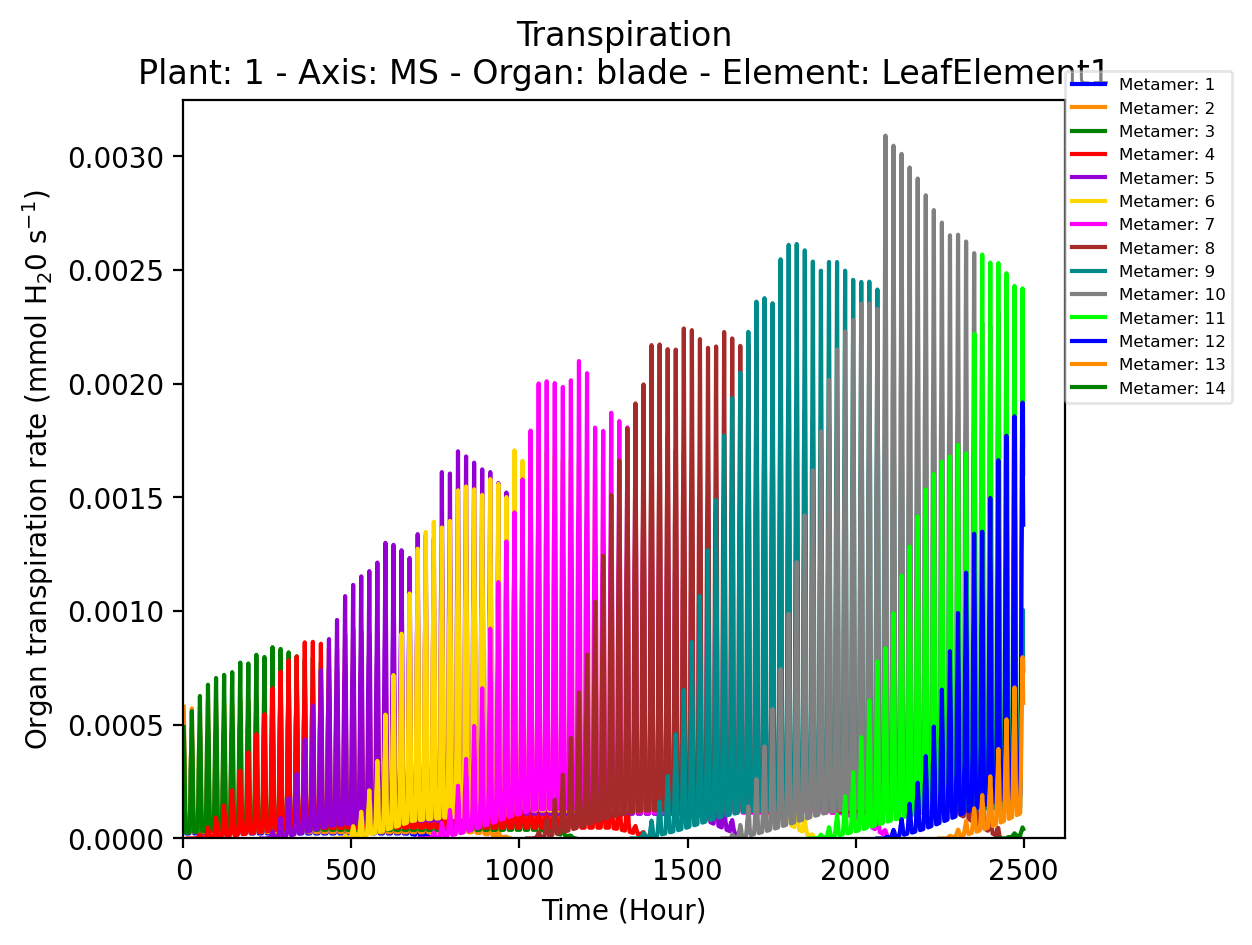 Transpiration
Plant: 1 - Axis: MS - Organ: blade - Element: LeafElement1
Organ transpiration rate (mmol H₂0 s⁻¹)
0.0030
0.0025
0.0020
0.0015
0.0010
0.0005
0.0000
0 500 1000 1500 2000 2500
Time (Hour)
Metamer: 1
Metamer: 2
Metamer: 3
Metamer: 4
Metamer: 5
Metamer: 6
Metamer: 7
Metamer: 8
Metamer: 9
Metamer: 10
Metamer: 11
Metamer: 12
Metamer: 13
Metamer: 14